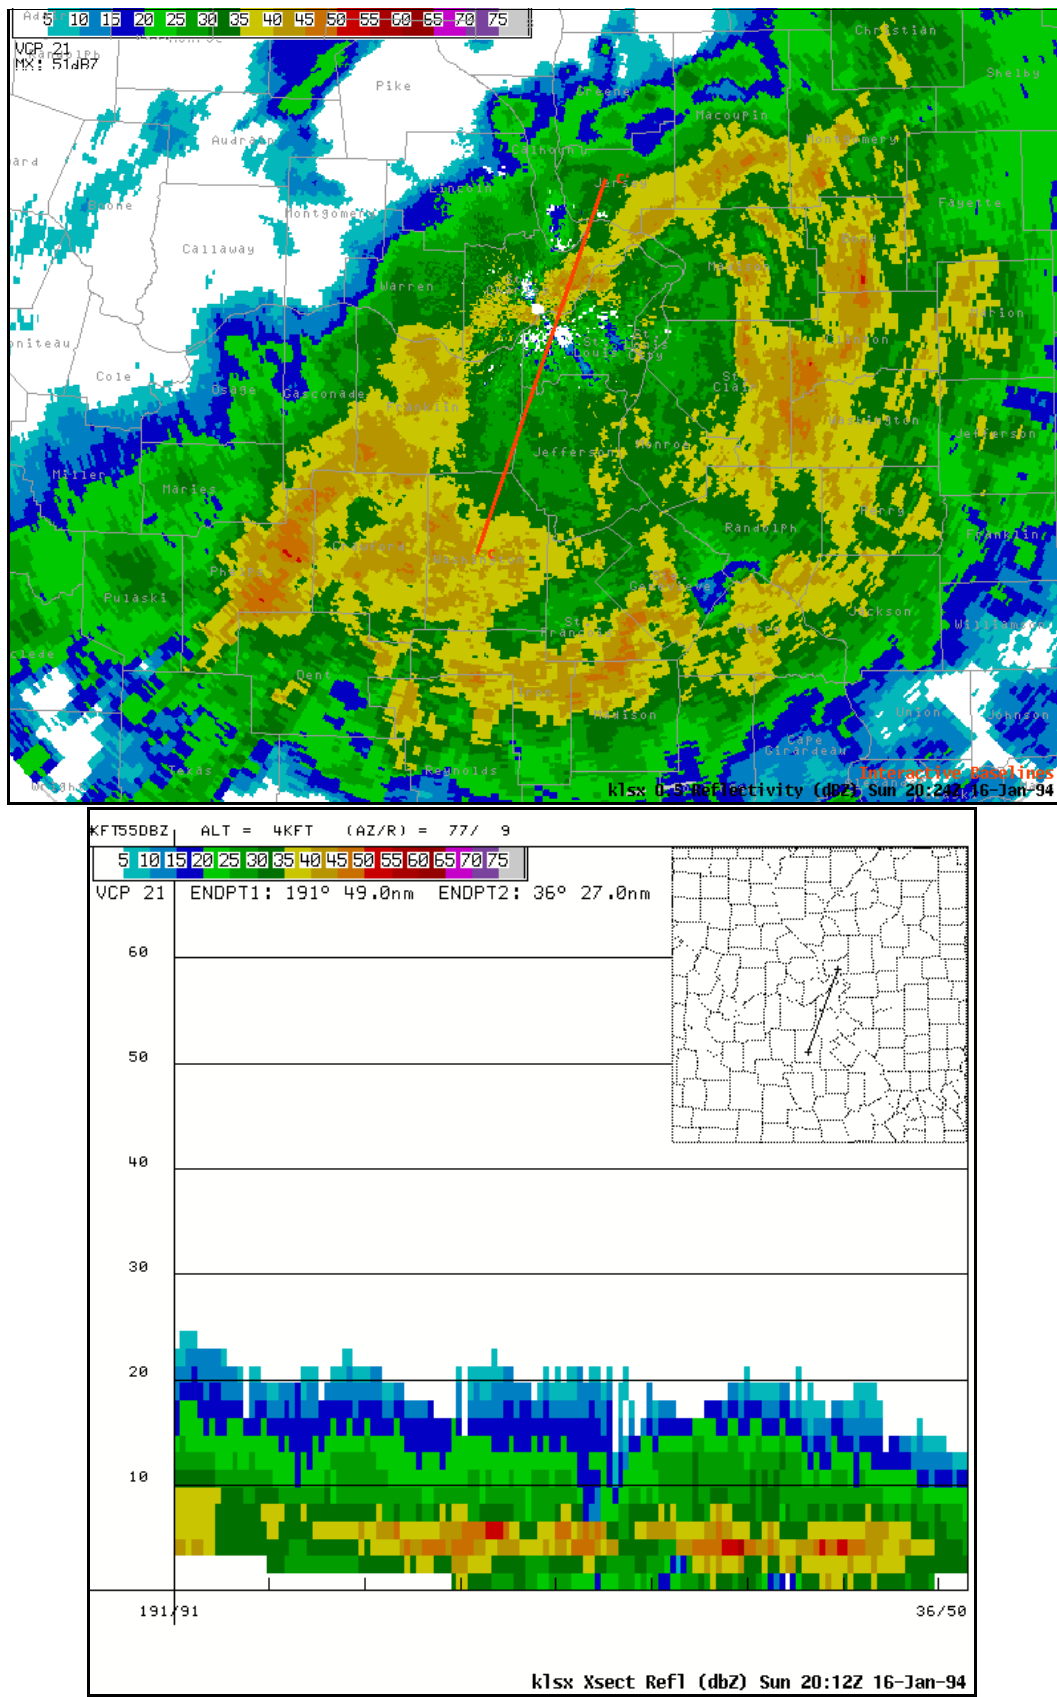 5 10 15 20 25 30 35 40 45 50 55 60 65 70 75
VCP 21
MX: 51dBZ
Christian
Shelby
Pike
Greene
Macoupin
Montgomery
Audrain
Calhoun
Jersey
Lincoln
Boone
Montgomery
Fayette
Callaway
Bond
Madison
Warren
Marion
Clinton
St.
Louis
Cole
St.
Clair
Osage
Gasconade
Franklin
Washington
Jefferson
Monroe
Jefferson
Miller
Maries
Randolph
Perry
Crawford
Franklin
Washington
C
Phelps
Pulaski
Genevieve
Jackson
St.
Francois
Perry
Williamson
Dent
Iron
Madison
Union
Johnson
Cape
Girardeau
Texas
Reynolds
Interactive Baselines
klsx 0.5 Reflectivity (dBZ) Sun 20:24Z 16-Jan-94
KFT55DBZ ALT = 4KFT (AZ/R) = 77/ 9
5 10 15 20 25 30 35 40 45 50 55 60 65 70 75
VCP 21 ENDPT1: 191° 49.0nm ENDPT2: 36° 27.0nm
60
50
40
30
20
10
191/91 36/50
klsx Xsect Refl (dbZ) Sun 20:12Z 16-Jan-94